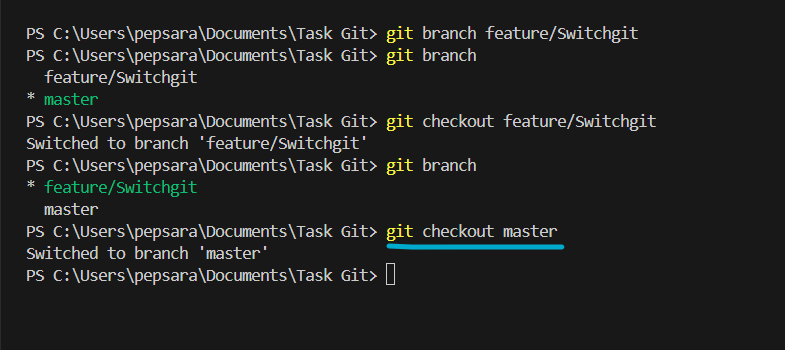 PS C:\Users\pepsara\Documents\Task Git> git branch feature/Switchgit
PS C:\Users\pepsara\Documents\Task Git> git branch
  feature/Switchgit
* master
PS C:\Users\pepsara\Documents\Task Git> git checkout feature/Switchgit
Switched to branch 'feature/Switchgit'
PS C:\Users\pepsara\Documents\Task Git> git branch
* feature/Switchgit
  master
PS C:\Users\pepsara\Documents\Task Git> git checkout master
Switched to branch 'master'
PS C:\Users\pepsara\Documents\Task Git>